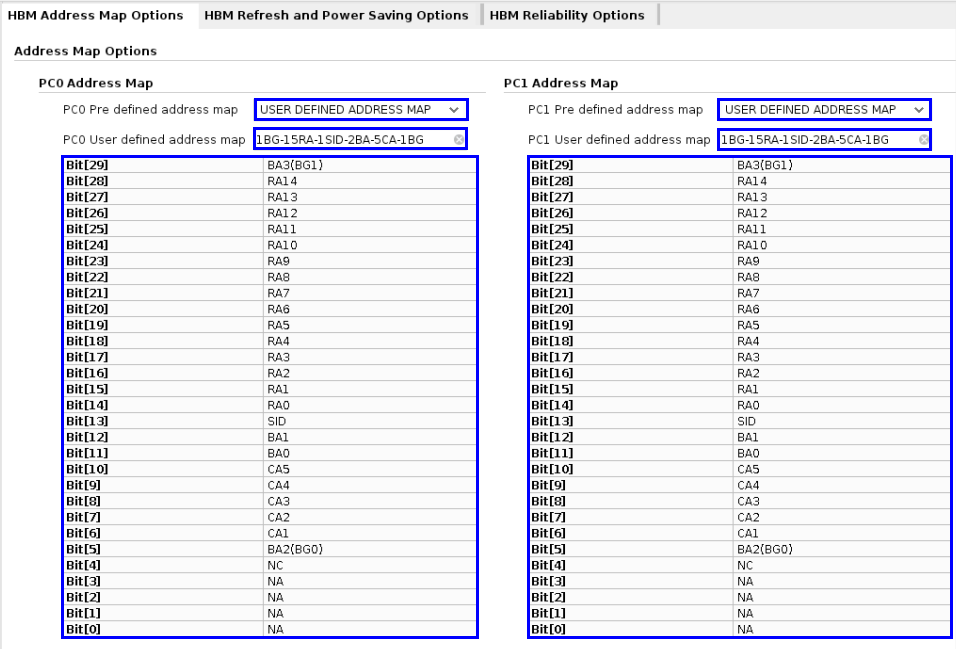 HBM Address Map Options HBM Refresh and Power Saving Options HBM Reliability Options
Address Map Options
PC0 Address Map PC1 Address Map
PC0 Pre defined address map USER DEFINED ADDRESS MAP PC1 Pre defined address map USER DEFINED ADDRESS MAP
PC0 User defined address map 1BG-15RA-1SID-2BA-5CA-1BG PC1 User defined address map 1BG-15RA-1SID-2BA-5CA-1BG
Bit[29] BA3(BG1) Bit[29] BA3(BG1)
Bit[28] RA14 Bit[28] RA14
Bit[27] RA13 Bit[27] RA13
Bit[26] RA12 Bit[26] RA12
Bit[25] RA11 Bit[25] RA11
Bit[24] RA10 Bit[24] RA10
Bit[23] RA9 Bit[23] RA9
Bit[22] RA8 Bit[22] RA8
Bit[21] RA7 Bit[21] RA7
Bit[20] RA6 Bit[20] RA6
Bit[19] RA5 Bit[19] RA5
Bit[18] RA4 Bit[18] RA4
Bit[17] RA3 Bit[17] RA3
Bit[16] RA2 Bit[16] RA2
Bit[15] RA1 Bit[15] RA1
Bit[14] RA0 Bit[14] RA0
Bit[13] SID Bit[13] SID
Bit[12] BA1 Bit[12] BA1
Bit[11] BA0 Bit[11] BA0
Bit[10] CA5 Bit[10] CA5
Bit[9] CA4 Bit[9] CA4
Bit[8] CA3 Bit[8] CA3
Bit[7] CA2 Bit[7] CA2
Bit[6] CA1 Bit[6] CA1
Bit[5] BA2(BG0) Bit[5] BA2(BG0)
Bit[4] NC Bit[4] NC
Bit[3] NA Bit[3] NA
Bit[2] NA Bit[2] NA
Bit[1] NA Bit[1] NA
Bit[0] NA Bit[0] NA